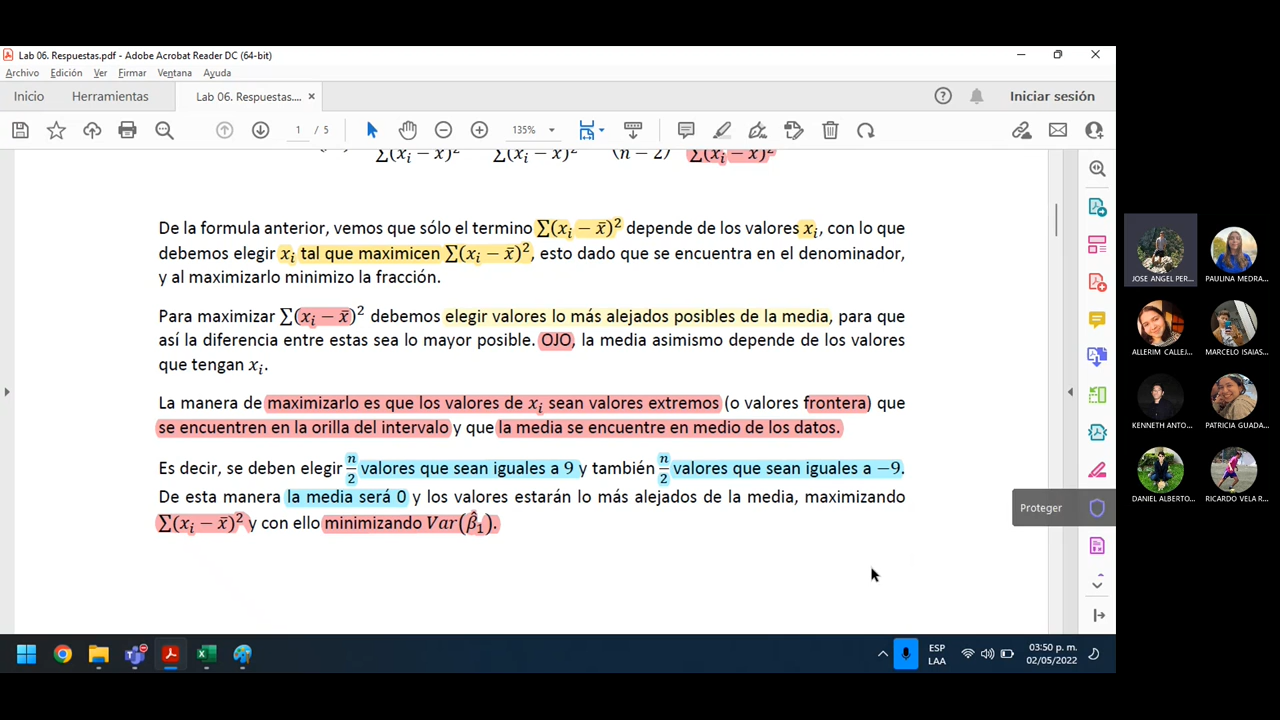 Lab 06. Respuestas.pdf - Adobe Acrobat Reader DC (64-bit)
Archivo Edición Ver Firmar Ventana Ayuda
Inicio Herramientas Lab 06. Respuestas.... × Iniciar sesión
1 / 5 135%
∑(xᵢ − x̄)² ∑(xᵢ − x̄)² (n − 2) ∑(xᵢ − x̄)²
De la formula anterior, vemos que sólo el termino ∑(xᵢ − x̄)² depende de los valores xᵢ, con lo que
debemos elegir xᵢ tal que maximicen ∑(xᵢ − x̄)², esto dado que se encuentra en el denominador,
y al maximizarlo minimizo la fracción.
Para maximizar ∑(xᵢ − x̄)² debemos elegir valores lo más alejados posibles de la media, para que
así la diferencia entre estas sea lo mayor posible. OJO, la media asimismo depende de los valores
que tengan xᵢ.
La manera de maximizarlo es que los valores de xᵢ sean valores extremos (o valores frontera) que
se encuentren en la orilla del intervalo y que la media se encuentre en medio de los datos.
Es decir, se deben elegir n/2 valores que sean iguales a 9 y también n/2 valores que sean iguales a −9.
De esta manera la media será 0 y los valores estarán lo más alejados de la media, maximizando
∑(xᵢ − x̄)² y con ello minimizando Var(β̂₁).
Proteger
JOSE ANGEL PER... PAULINA MEDRA...
ALLERIM CALLEJ... MARCELO ISAIAS...
KENNETH ANTO... PATRICIA GUADA...
DANIEL ALBERTO... RICARDO VELA R...
ESP
LAA
03:50 p. m.
02/05/2022